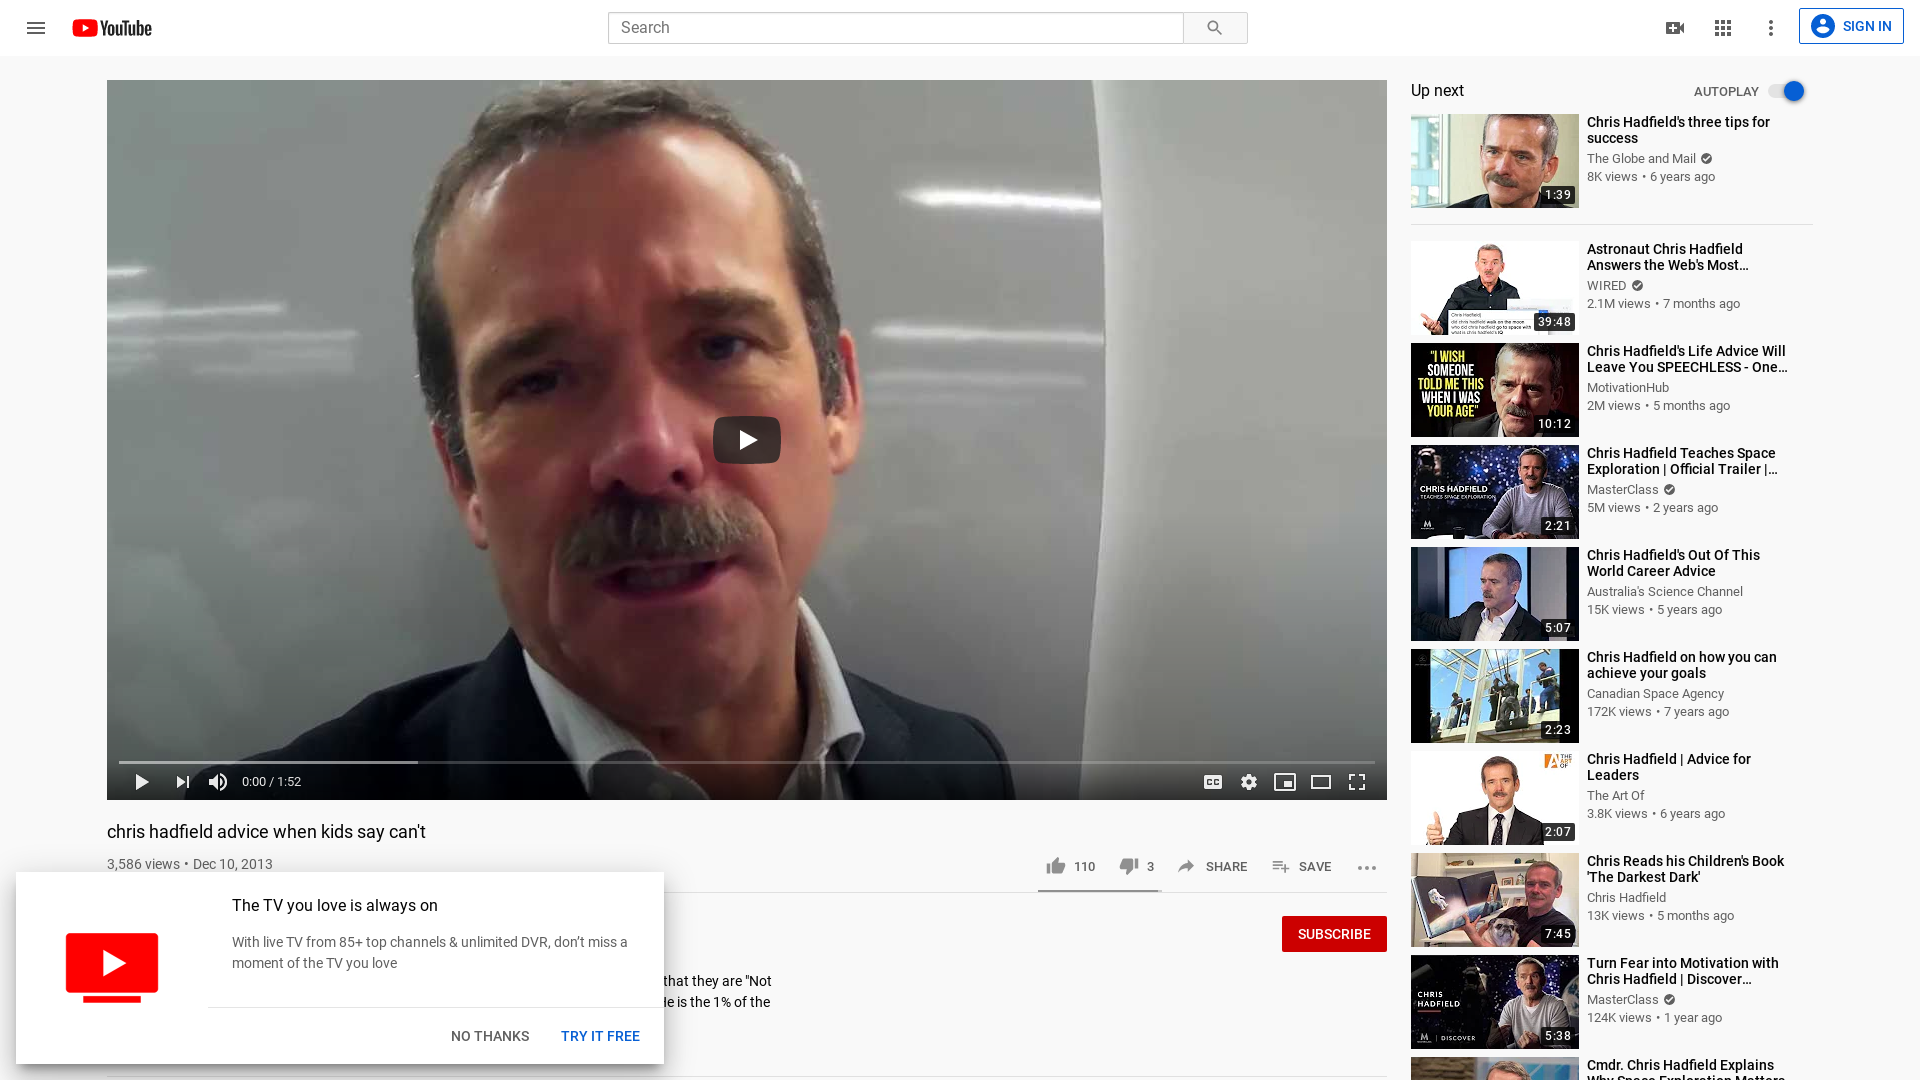 YouTube
Search
SIGN IN
0:00 / 1:52
chris hadfield advice when kids say can't
3,586 views • Dec 10, 2013
110
3
SHARE
SAVE
SUBSCRIBE
that they are "Not
He is the 1% of the
The TV you love is always on
With live TV from 85+ top channels & unlimited DVR, don't miss a
moment of the TV you love
NO THANKS
TRY IT FREE
Up next
AUTOPLAY
1:39
Chris Hadfield's three tips for
success
The Globe and Mail
8K views • 6 years ago
39:48
Astronaut Chris Hadfield
Answers the Web's Most…
WIRED
2.1M views • 7 months ago
"I WISH
SOMEONE
TOLD ME THIS
WHEN I WAS
YOUR AGE"
10:12
Chris Hadfield's Life Advice Will
Leave You SPEECHLESS - One…
MotivationHub
2M views • 5 months ago
CHRIS HADFIELD
TEACHES SPACE EXPLORATION
2:21
Chris Hadfield Teaches Space
Exploration | Official Trailer |…
MasterClass
5M views • 2 years ago
5:07
Chris Hadfield's Out Of This
World Career Advice
Australia's Science Channel
15K views • 5 years ago
2:23
Chris Hadfield on how you can
achieve your goals
Canadian Space Agency
172K views • 7 years ago
THE
ART
OF
2:07
Chris Hadfield | Advice for
Leaders
The Art Of
3.8K views • 6 years ago
7:45
Chris Reads his Children's Book
'The Darkest Dark'
Chris Hadfield
13K views • 5 months ago
CHRIS
HADFIELD
DISCOVER
5:38
Turn Fear into Motivation with
Chris Hadfield | Discover…
MasterClass
124K views • 1 year ago
Cmdr. Chris Hadfield Explains
Why Space Exploration Matters